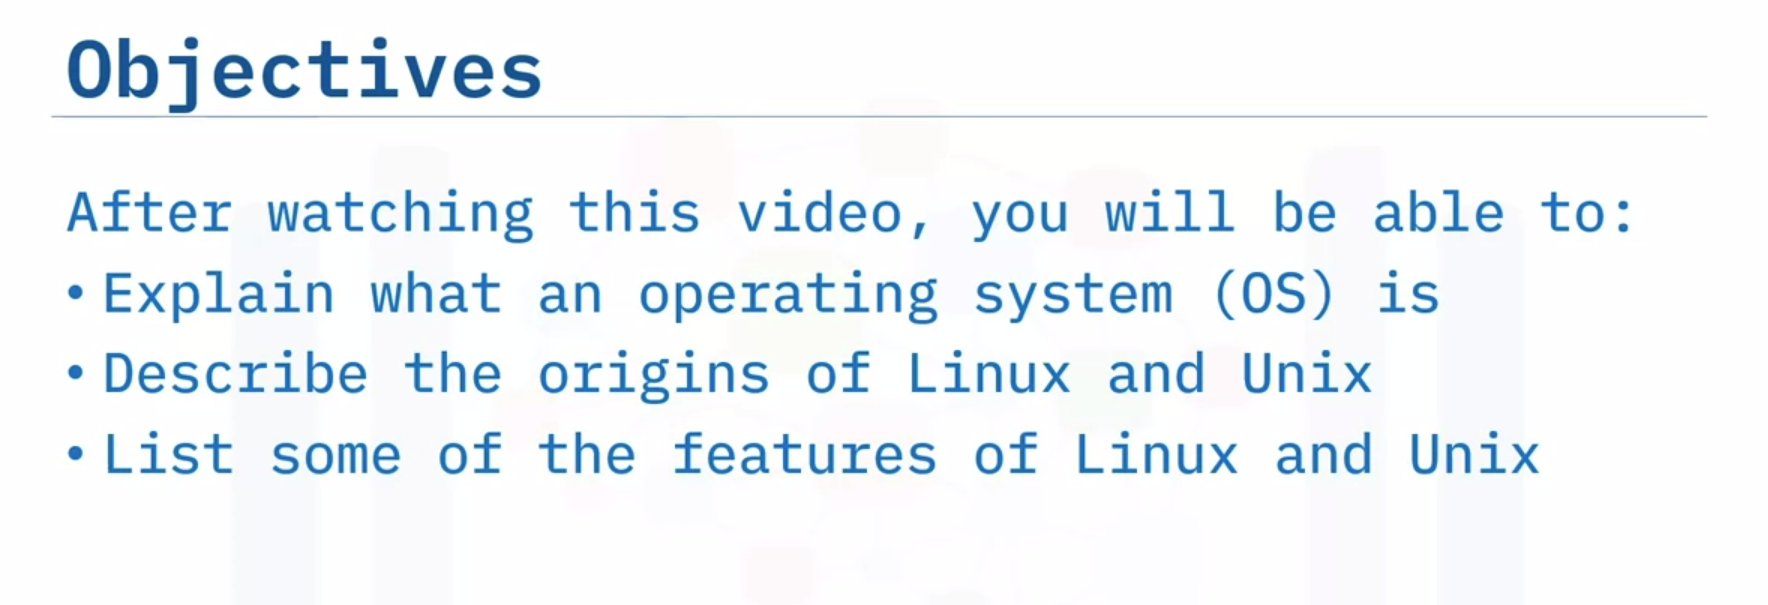 Objectives
After watching this video, you will be able to:
• Explain what an operating system (OS) is
• Describe the origins of Linux and Unix
• List some of the features of Linux and Unix